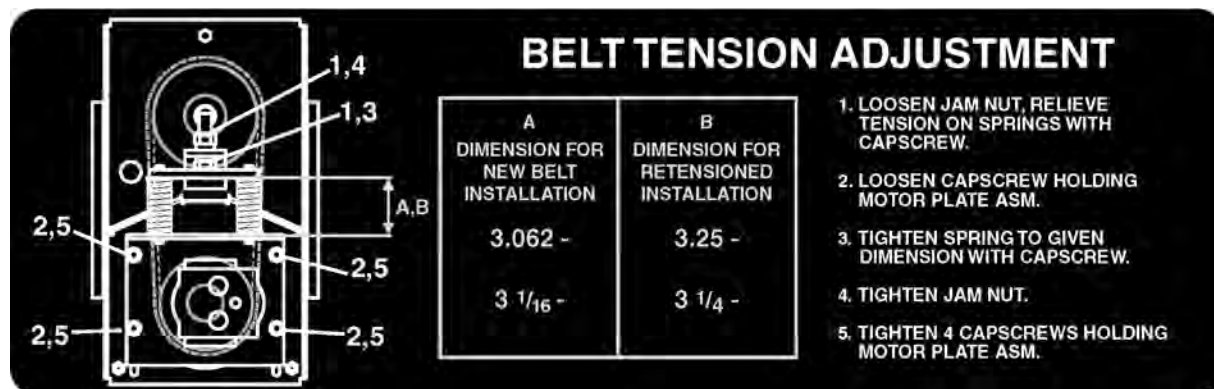 BELT TENSION ADJUSTMENT
1,4
1,3
A,B
2,5
2,5
2,5
2,5
A
DIMENSION FOR
NEW BELT
INSTALLATION
3.062 -
3 1/16 -
B
DIMENSION FOR
RETENSIONED
INSTALLATION
3.25 -
3 1/4 -
1. LOOSEN JAM NUT, RELIEVE
TENSION ON SPRINGS WITH
CAPSCREW.
2. LOOSEN CAPSCREW HOLDING
MOTOR PLATE ASM.
3. TIGHTEN SPRING TO GIVEN
DIMENSION WITH CAPSCREW.
4. TIGHTEN JAM NUT.
5. TIGHTEN 4 CAPSCREWS HOLDING
MOTOR PLATE ASM.